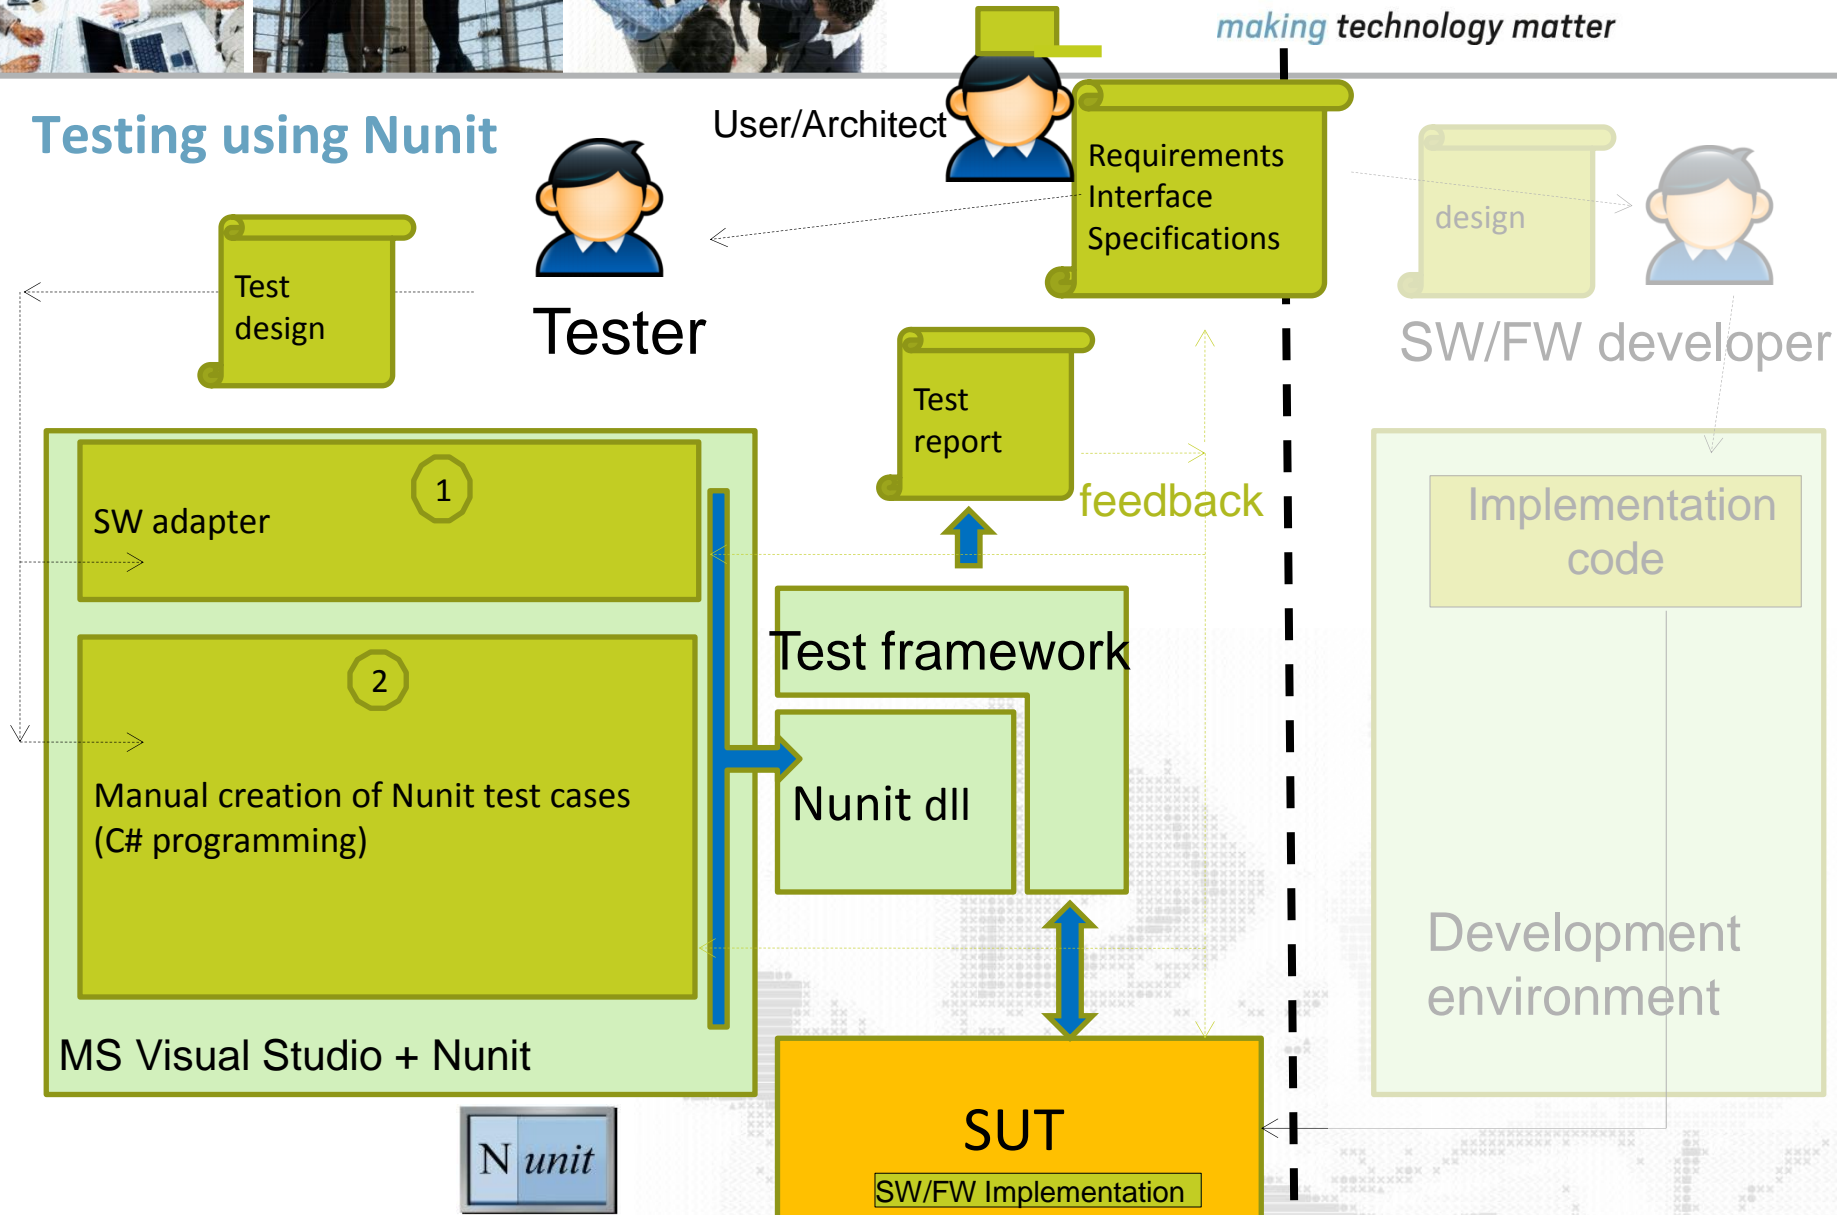 making technology matter
Testing using Nunit
User/Architect
Requirements
Interface
Specifications
design
Test
design
Tester
SW/FW developer
Test
report
feedback
1
SW adapter
Implementation
code
2
Test framework
Manual creation of Nunit test cases
(C# programming)
Nunit dll
Development
environment
MS Visual Studio + Nunit
SUT
N unit
SW/FW Implementation